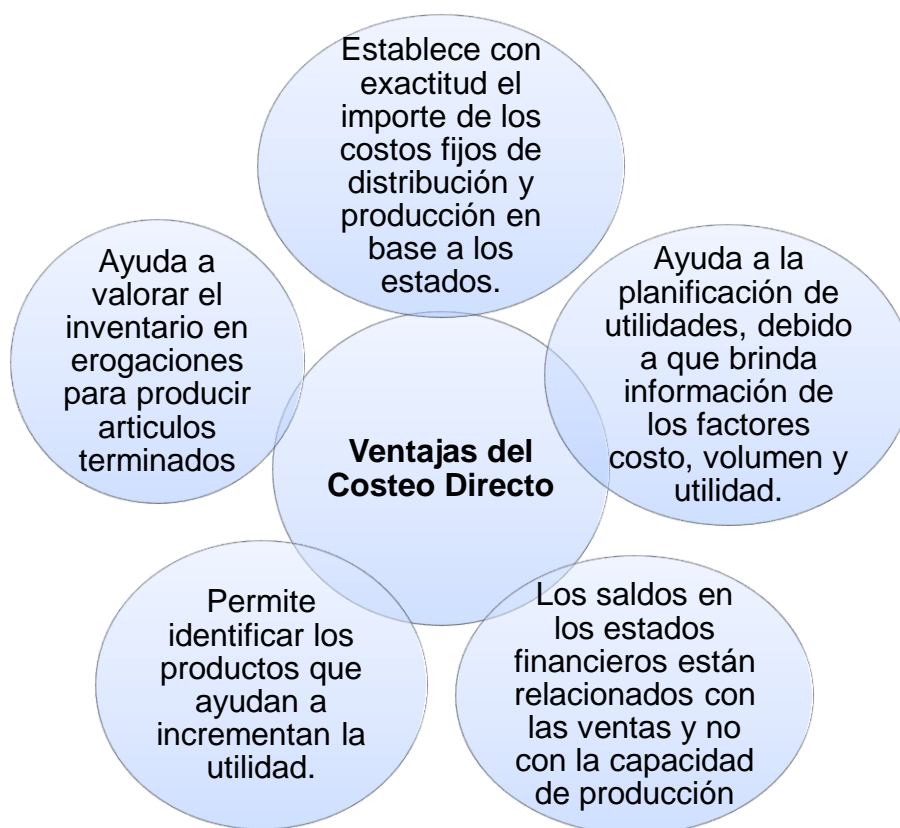 Establece con
exactitud el
importe de los
costos fijos de
distribución y
producción en
base a los
estados.
Ayuda a la
planificación de
utilidades, debido
a que brinda
información de
los factores
costo, volumen y
utilidad.
Los saldos en
los estados
financieros están
relacionados con
las ventas y no
con la capacidad
de producción
Permite
identificar los
productos que
ayudan a
incrementan la
utilidad.
Ayuda a
valorar el
inventario en
erogaciones
para producir
articulos
terminados
Ventajas del
Costeo Directo